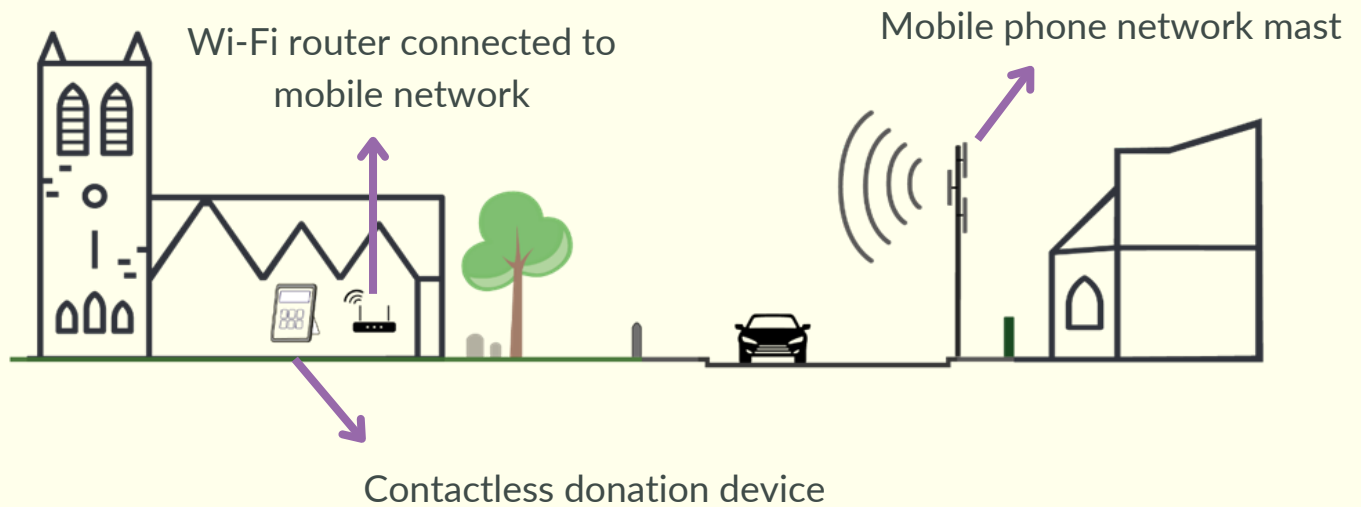 Wi-Fi router connected to
mobile network
Mobile phone network mast
Contactless donation device